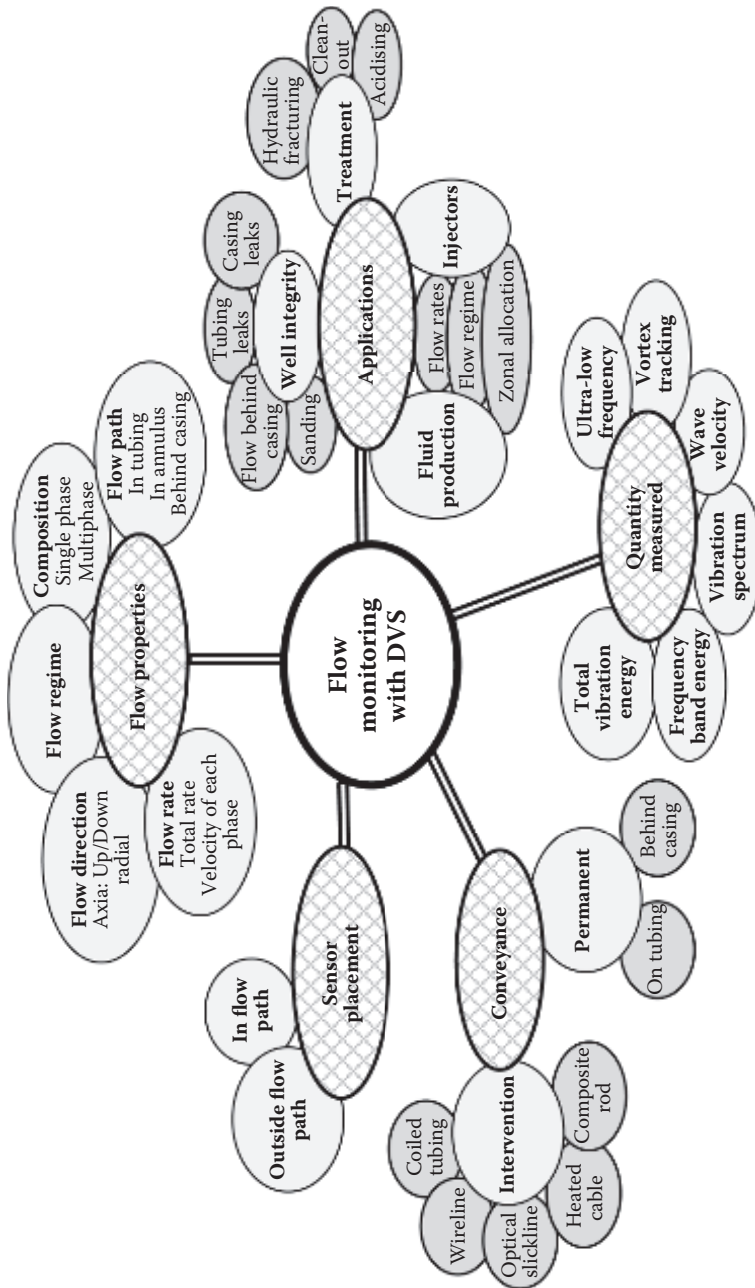 Flow
monitoring
with DVS
Flow properties
Flow direction
Axia: Up/Down
radial
Flow regime
Composition
Single phase
Multiphase
Flow path
In tubing
In annulus
Behind casing
Flow rate
Total rate
Velocity of each
phase
Applications
Well integrity
Flow behind
casing
Tubing
leaks
Casing
leaks
Sanding
Treatment
Hydraulic
fracturing
Clean-
out
Acidising
Fluid
production
Injectors
Flow rates
Flow regime
Zonal allocation
Quantity
measured
Total
vibration
energy
Frequency
band energy
Vibration
spectrum
Wave
velocity
Vortex
tracking
Ultra-low
frequency
Conveyance
Permanent
On tubing
Behind
casing
Intervention
Coiled
tubing
Wireline
Optical
slickline
Heated
cable
Composite
rod
Sensor
placement
Outside flow
path
In flow
path